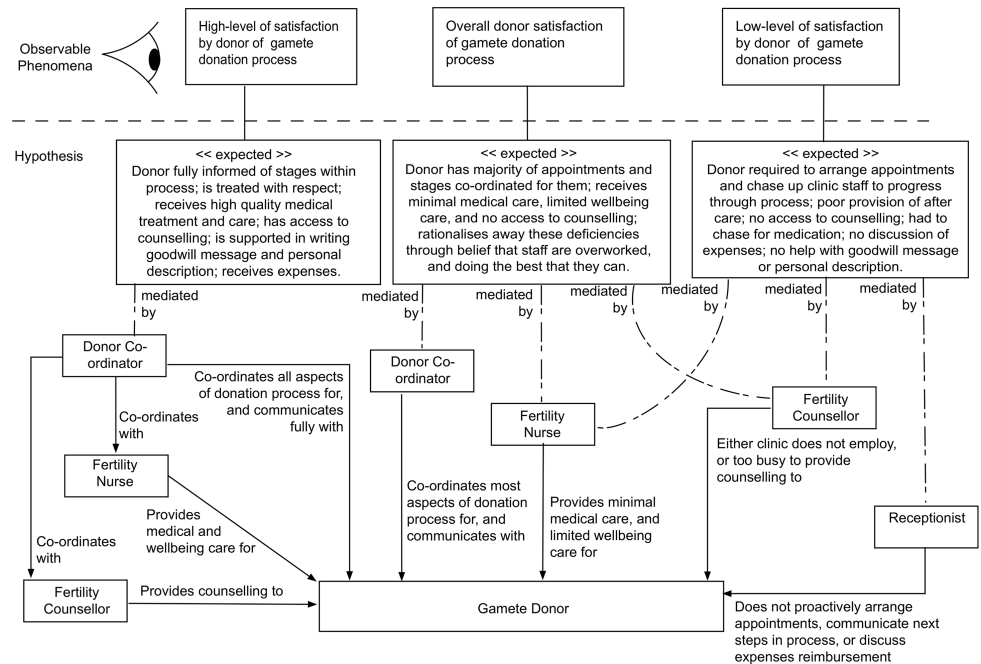 Observable
Phenomena
High-level of satisfaction
by donor of gamete
donation process
Overall donor satisfaction
of gamete donation
process
Low-level of satisfaction
by donor of gamete
donation process
Hypothesis
<< expected >>
Donor fully informed of stages within
process; is treated with respect;
receives high quality medical
treatment and care; has access to
counselling; is supported in writing
goodwill message and personal
description; receives expenses.
<< expected >>
Donor has majority of appointments and
stages co-ordinated for them; receives
minimal medical care, limited wellbeing
care, and no access to counselling;
rationalises away these deficiencies
through belief that staff are overworked,
and doing the best that they can.
<< expected >>
Donor required to arrange appointments
and chase up clinic staff to progress
through process; poor provision of after
care; no access to counselling; had to
chase for medication; no discussion of
expenses; no help with goodwill message
or personal description.
mediated
by
mediated
by
mediated
by
mediated
by
mediated
by
mediated
by
mediated
by
Donor Co-
ordinator
Donor Co-
ordinator
Co-ordinates all aspects
of donation process for,
and communicates
fully with
Co-ordinates
with
Fertility
Nurse
Fertility
Nurse
Fertility
Counsellor
Either clinic does not employ,
or too busy to provide
counselling to
Provides
medical and
wellbeing care for
Co-ordinates most
aspects of donation
process for, and
communicates with
Provides minimal
medical care, and
limited wellbeing
care for
Receptionist
Co-ordinates
with
Fertility
Counsellor
Provides counselling to
Gamete Donor
Does not proactively arrange
appointments, communicate next
steps in process, or discuss
expenses reimbursement